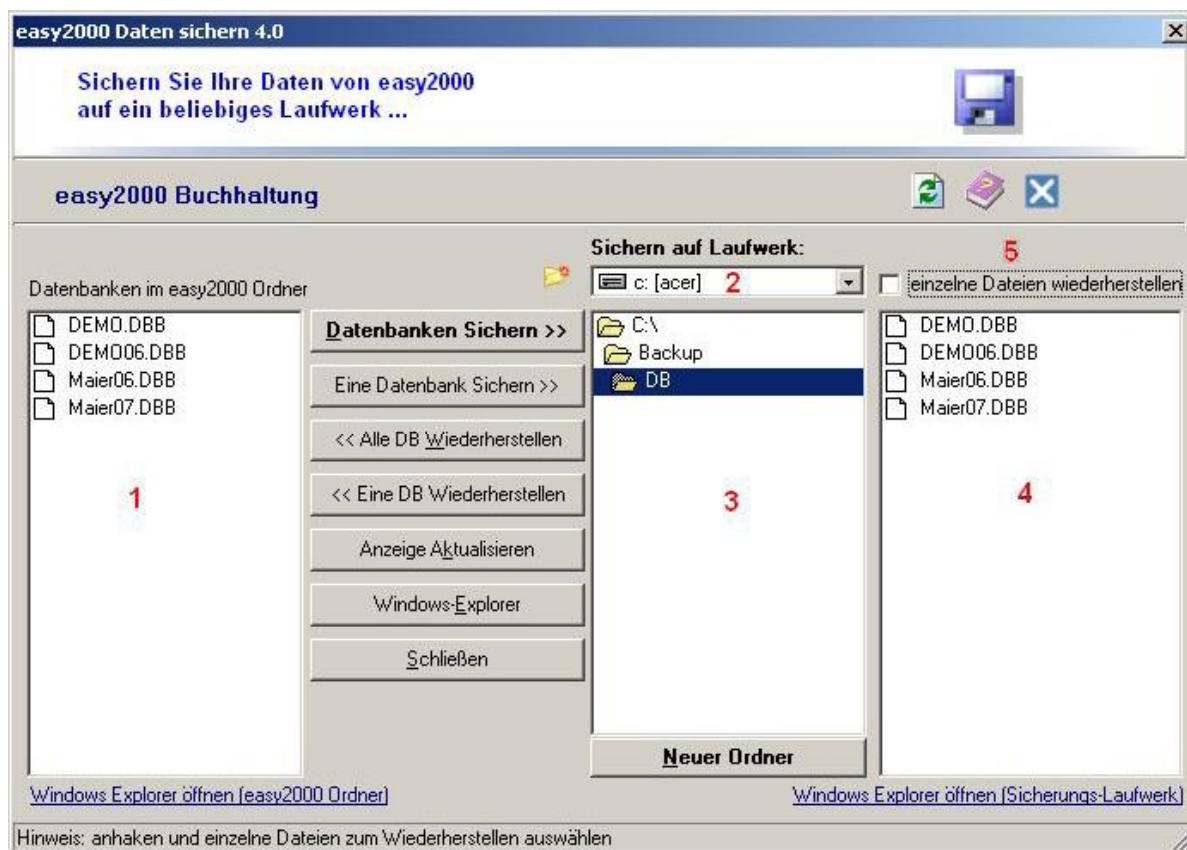 easy2000 Daten sichern 4.0
Sichern Sie Ihre Daten von easy2000
auf ein beliebiges Laufwerk ...
easy2000 Buchhaltung
Datenbanken im easy2000 Ordner
DEMO.DBB
DEMO06.DBB
Maier06.DBB
Maier07.DBB
1
Windows Explorer öffnen (easy2000 Ordner)
Datenbanken Sichern >>
Eine Datenbank Sichern >>
<< Alle DB Wiederherstellen
<< Eine DB Wiederherstellen
Anzeige Aktualisieren
Windows-Explorer
Schließen
Sichern auf Laufwerk:
c: [acer] 2
C:\
Backup
DB
3
Neuer Ordner
5
einzelne Dateien wiederherstellen
DEMO.DBB
DEMO06.DBB
Maier06.DBB
Maier07.DBB
4
Windows Explorer öffnen (Sicherungs-Laufwerk)
Hinweis: anhaken und einzelne Dateien zum Wiederherstellen auswählen